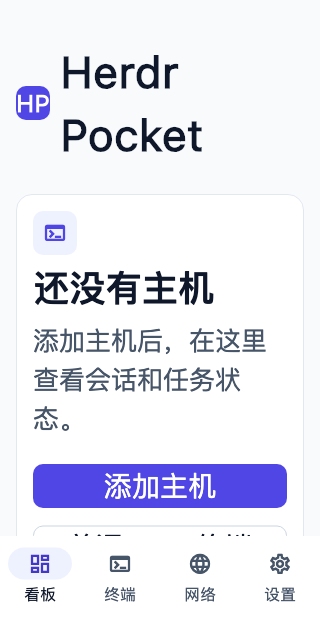 HP
Herdr
Pocket
还没有主机
添加主机后，在这里
查看会话和任务状
态。
添加主机
看板
终端
网络
设置